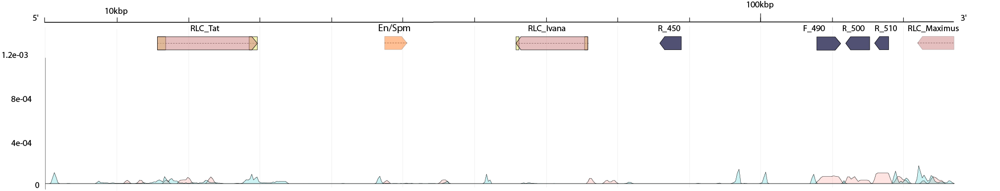 10kbp 100kbp
5' 3'
RLC_Tat En/Spm RLC_Ivana R_450 F_490 R_500 R_510 RLC_Maximus
1.2e-03
8e-04
4e-04
0